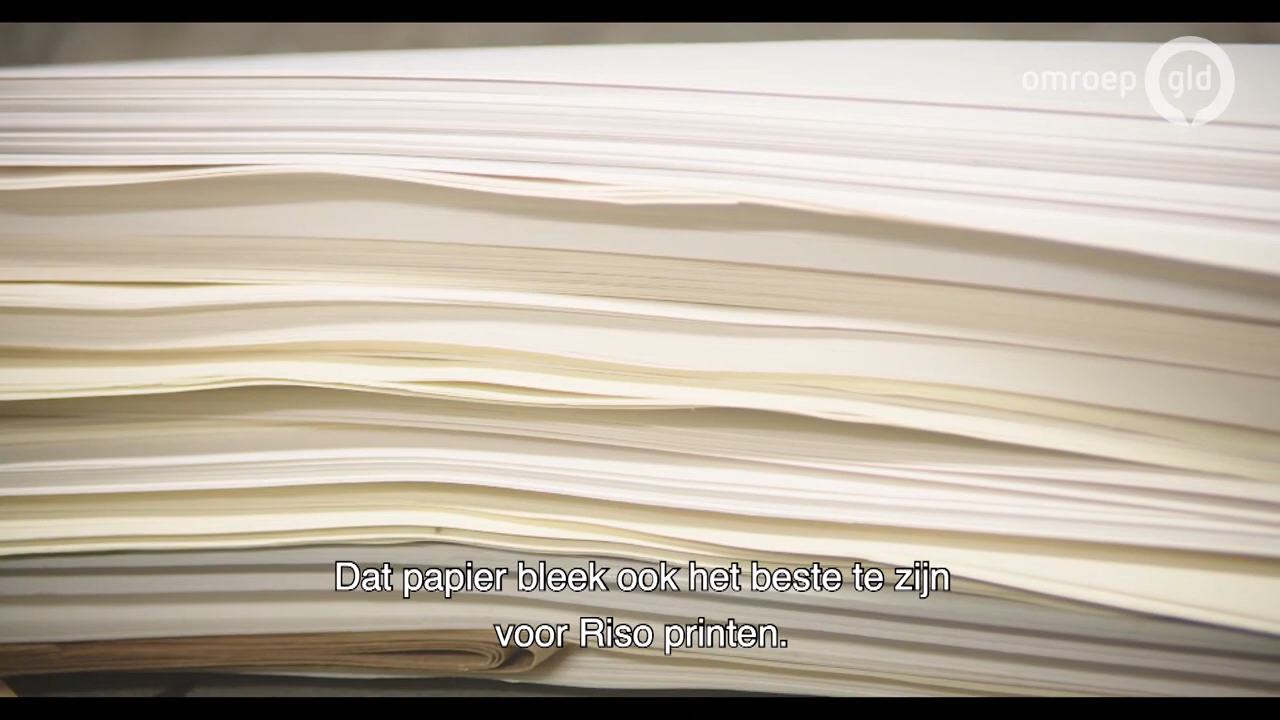 omroep gld
Dat papier bleek ook het beste te zijn
voor Riso printen.